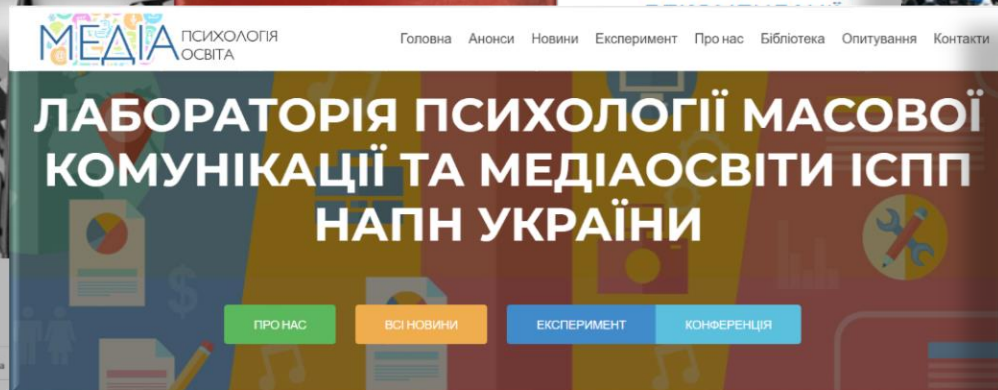 МЕДІА ПСИХОЛОГІЯ
ОСВІТА
Головна Анонси Новини Експеримент Про нас Бібліотека Опитування Контакти
ЛАБОРАТОРІЯ ПСИХОЛОГІЇ МАСОВОЇ
КОМУНІКАЦІЇ ТА МЕДІАОСВІТИ ІСПП
НАПН УКРАЇНИ
ПРО НАС ВСІ НОВИНИ ЕКСПЕРИМЕНТ КОНФЕРЕНЦІЯ